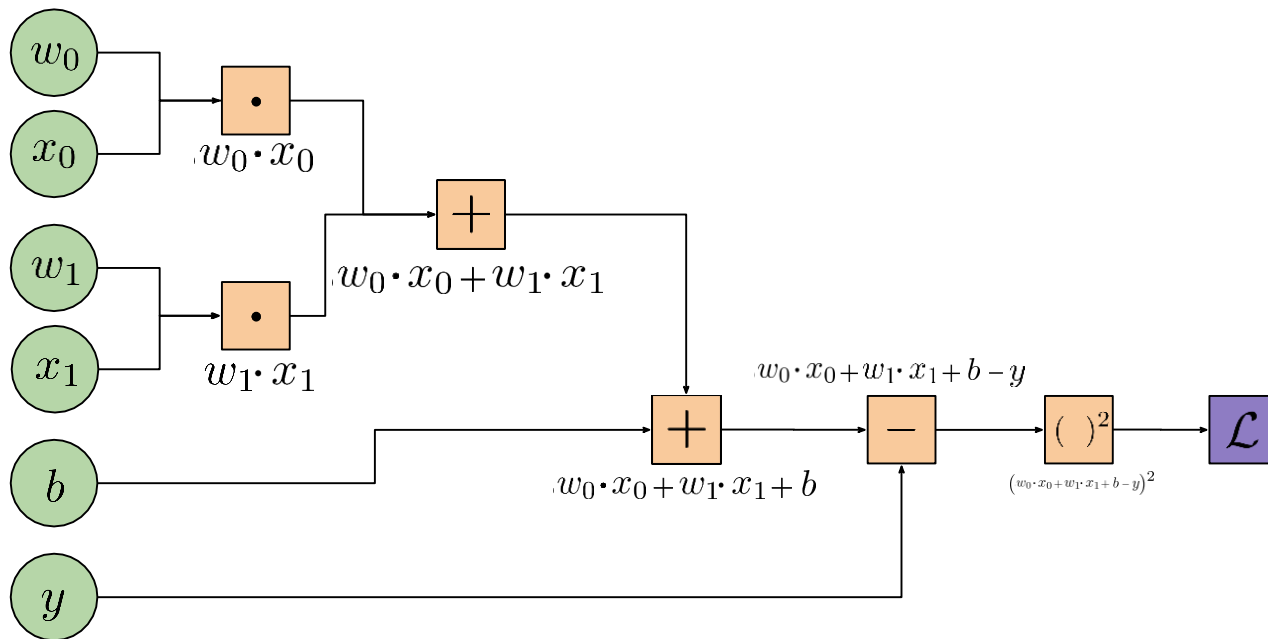 w₀
x₀
·
w₀ · x₀
w₁
x₁
·
w₁ · x₁
+
w₀ · x₀ + w₁ · x₁
b
+
w₀ · x₀ + w₁ · x₁ + b
y
−
w₀ · x₀ + w₁ · x₁ + b − y
( )²
(w₀ · x₀ + w₁ · x₁ + b − y)²
ℒ